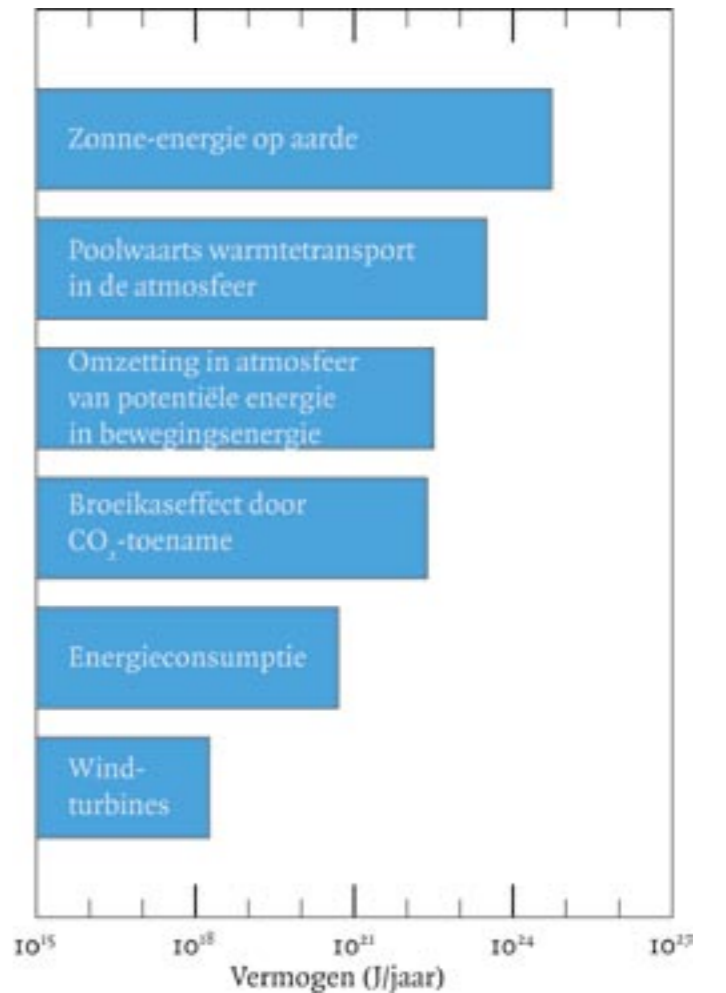 Zonne-energie op aarde
Poolwaarts warmtetransport
in de atmosfeer
Omzetting in atmosfeer
van potentiële energie
in bewegingsenergie
Broeikaseffect door
CO₂-toename
Energieconsumptie
Wind-
turbines
10¹⁵ 10¹⁸ 10²¹ 10²⁴ 10²⁷
Vermogen (J/jaar)